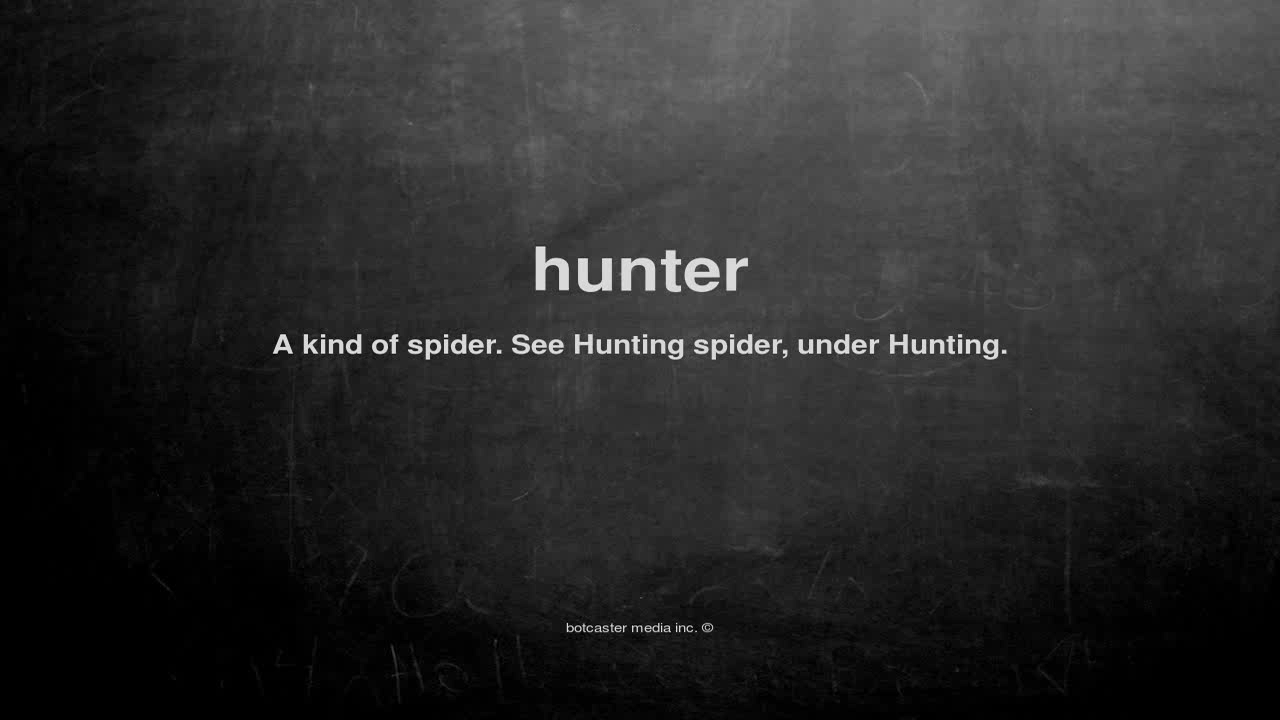 hunter
A kind of spider. See Hunting spider, under Hunting.
botcaster media inc. ©